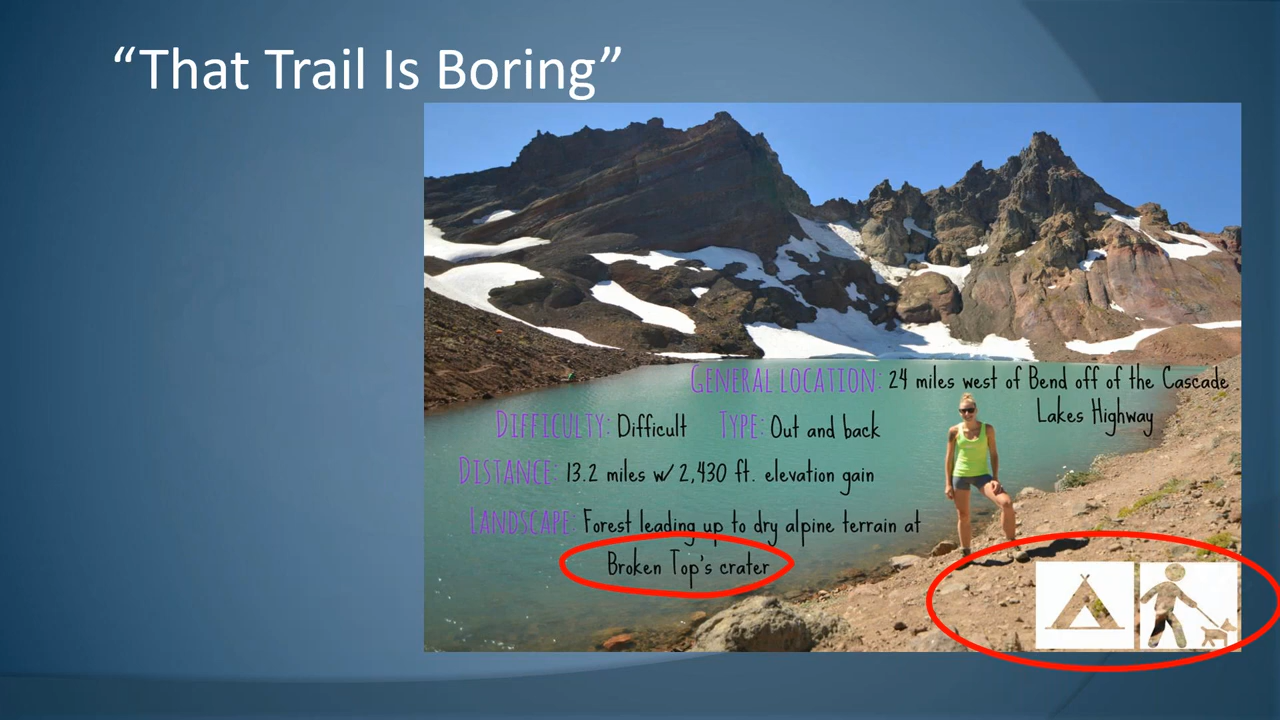 “That Trail Is Boring”
General location: 24 miles west of Bend off of the Cascade
Lakes Highway
Difficulty: Difficult Type: Out and back
Distance: 13.2 miles w/ 2,430 ft. elevation gain
Landscape: Forest leading up to dry alpine terrain at
Broken Top's crater